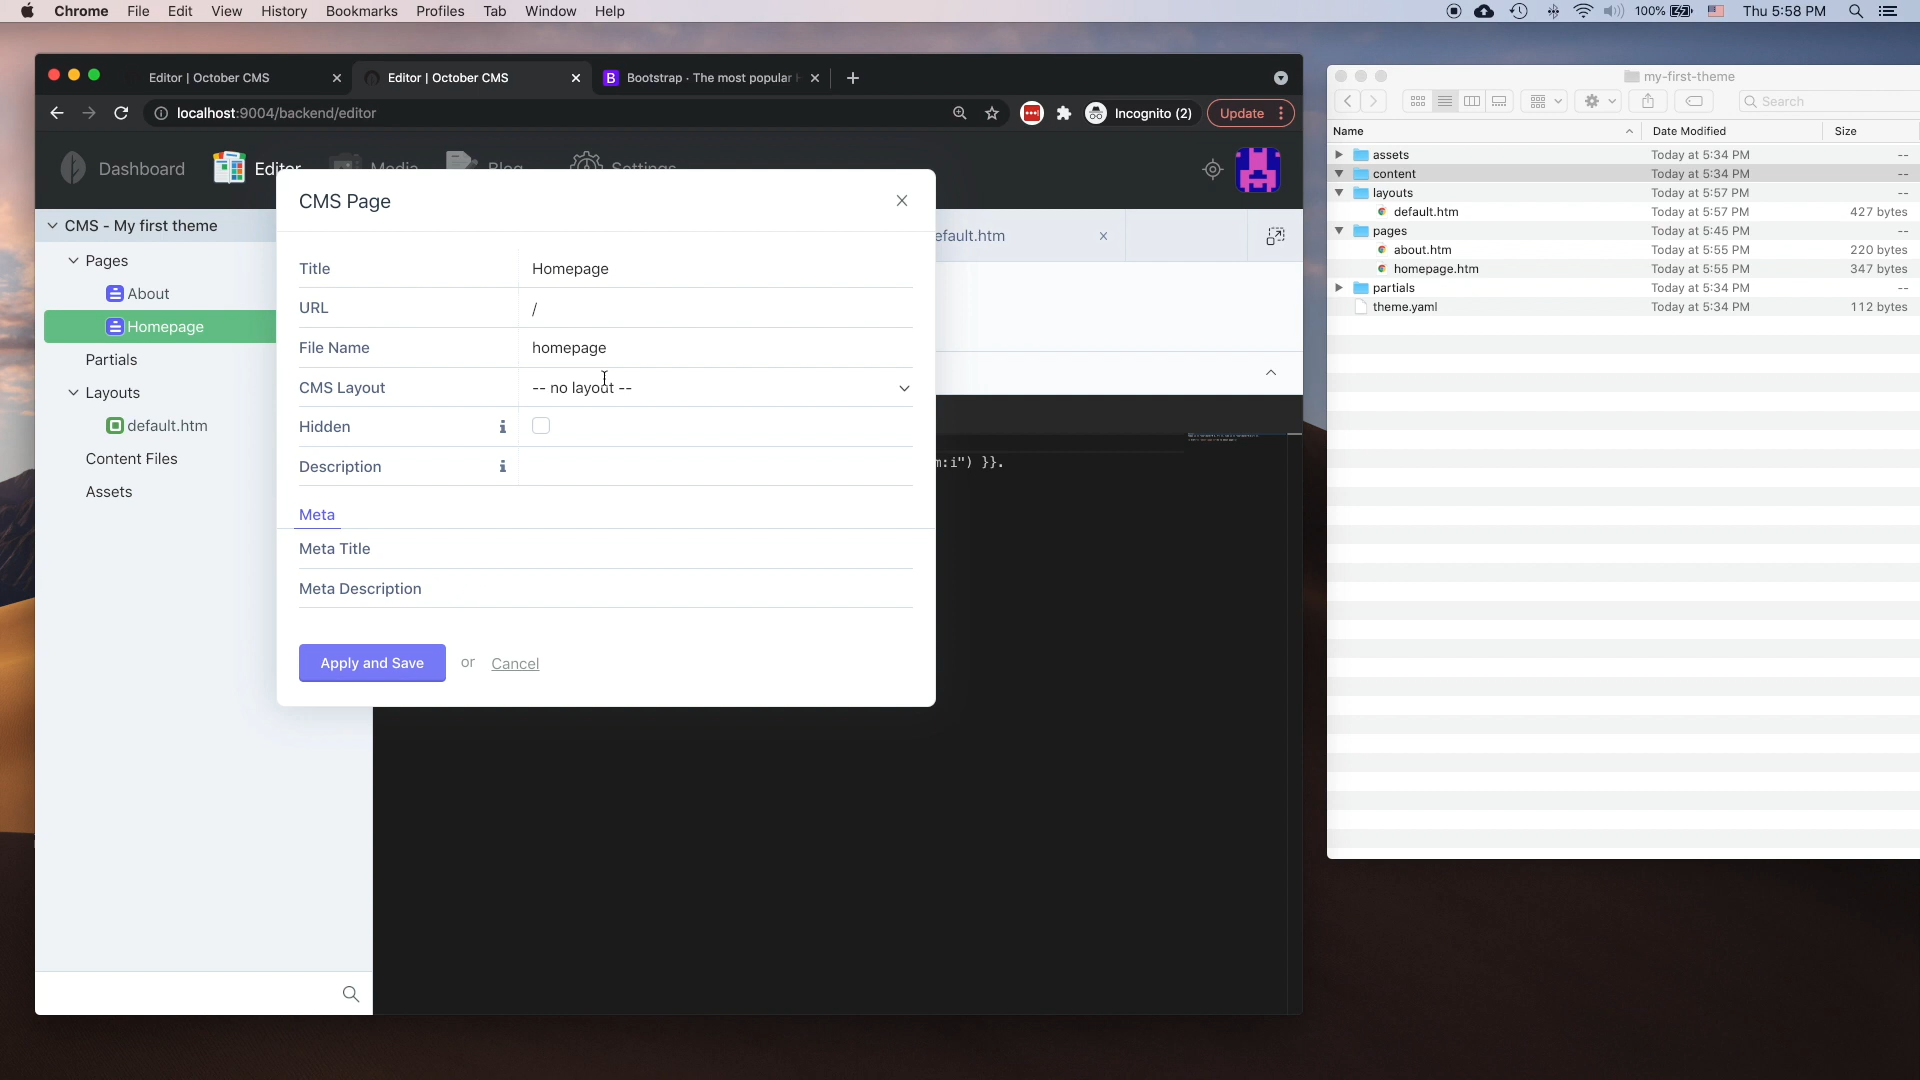 Chrome File Edit View History Bookmarks Profiles Tab Window Help 100% Thu 5:58 PM
Editor | October CMS Editor | October CMS Bootstrap · The most popular
localhost:9004/backend/editor Incognito (2) Update
Dashboard Editor Media Blog Settings
CMS - My first theme
Pages
About
Homepage
Partials
Layouts
default.htm
Content Files
Assets
efault.htm
m:i") }}.
CMS Page
Title Homepage
URL /
File Name homepage
CMS Layout -- no layout --
Hidden
Description
Meta
Meta Title
Meta Description
Apply and Save or Cancel
my-first-theme
Search
Name Date Modified Size
assets Today at 5:34 PM --
content Today at 5:34 PM --
layouts Today at 5:57 PM --
default.htm Today at 5:57 PM 427 bytes
pages Today at 5:45 PM --
about.htm Today at 5:55 PM 220 bytes
homepage.htm Today at 5:55 PM 347 bytes
partials Today at 5:34 PM --
theme.yaml Today at 5:34 PM 112 bytes